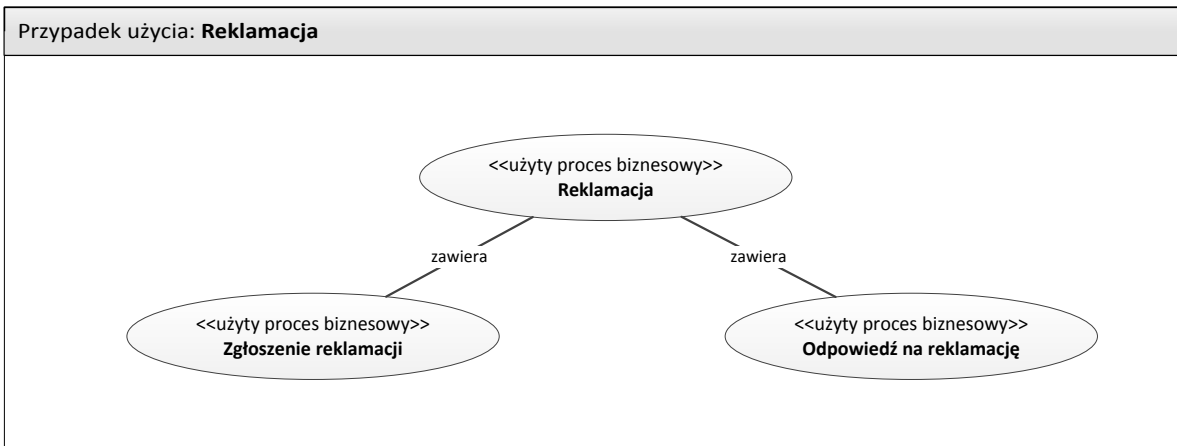 Przypadek użycia: Reklamacja
<<użyty proces biznesowy>>
Reklamacja
zawiera
zawiera
<<użyty proces biznesowy>>
Zgłoszenie reklamacji
<<użyty proces biznesowy>>
Odpowiedź na reklamację